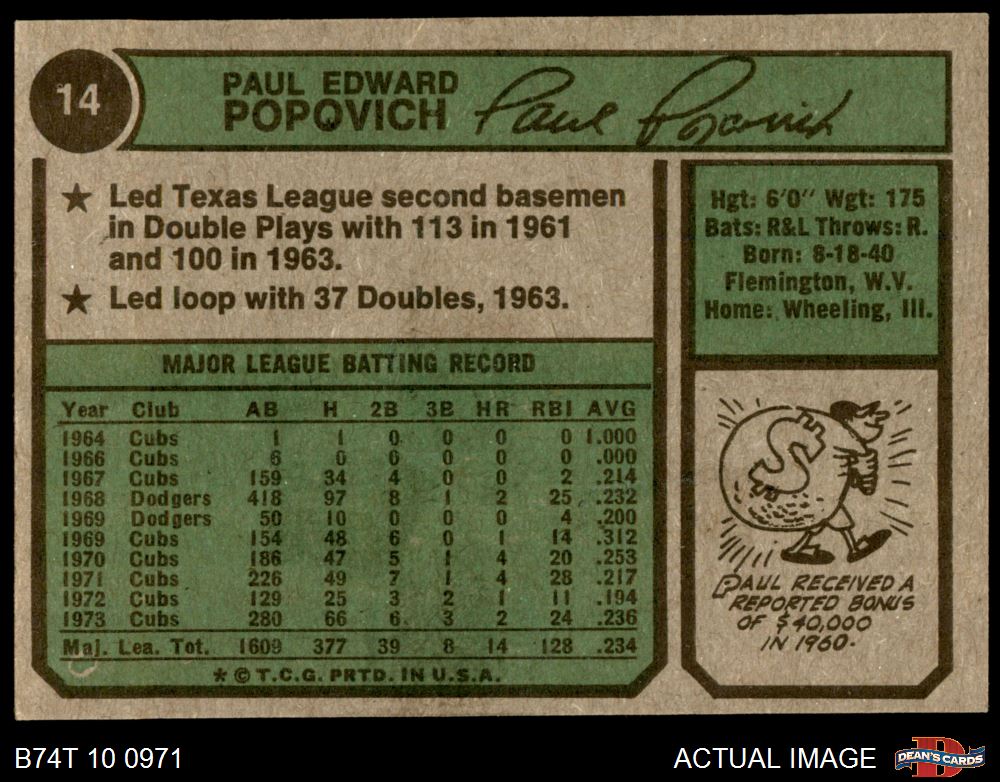 14
PAUL EDWARD
POPOVICH
Paul Popovich
★ Led Texas League second basemen
in Double Plays with 113 in 1961
and 100 in 1963.
★ Led loop with 37 Doubles, 1963.
Hgt: 6'0" Wgt: 175
Bats: R&L Throws: R.
Born: 8-18-40
Flemington, W.V.
Home: Wheeling, Ill.
MAJOR LEAGUE BATTING RECORD
Year Club AB H 2B 3B HR RBI AVG
1964 Cubs 1 1 0 0 0 0 1.000
1966 Cubs 6 0 0 0 0 0 .000
1967 Cubs 159 34 4 0 0 2 .214
1968 Dodgers 418 97 8 1 2 25 .232
1969 Dodgers 50 10 0 0 0 4 .200
1969 Cubs 154 48 6 0 1 14 .312
1970 Cubs 186 47 5 1 4 20 .253
1971 Cubs 226 49 7 1 4 28 .217
1972 Cubs 129 25 3 2 1 11 .194
1973 Cubs 280 66 6 3 2 24 .236
Maj. Lea. Tot. 1609 377 39 8 14 128 .234
* © T.C.G. PRTD. IN U.S.A.
$
PAUL RECEIVED A
REPORTED BONUS
OF $40,000
IN 1960.
B74T 10 0971
ACTUAL IMAGE
D
DEAN'S CARDS